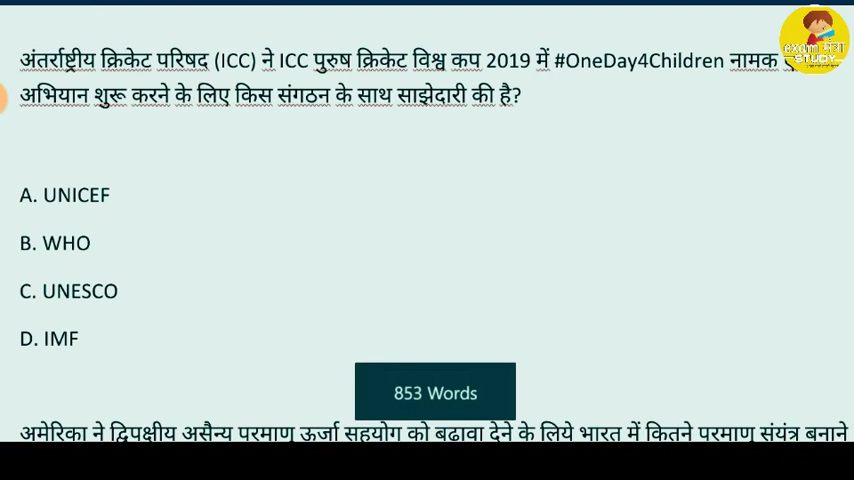 अंतर्राष्ट्रीय क्रिकेट परिषद (ICC) ने ICC पुरुष क्रिकेट विश्व कप 2019 में #OneDay4Children नामक
अभियान शुरू करने के लिए किस संगठन के साथ साझेदारी की है?
A. UNICEF
B. WHO
C. UNESCO
D. IMF
853 Words
अमेरिका ने द्विपक्षीय असैन्य परमाणु ऊर्जा सहयोग को बढ़ावा देने के लिये भारत में कितने परमाणु संयंत्र बनाने
exam मंत्रा
STUDY